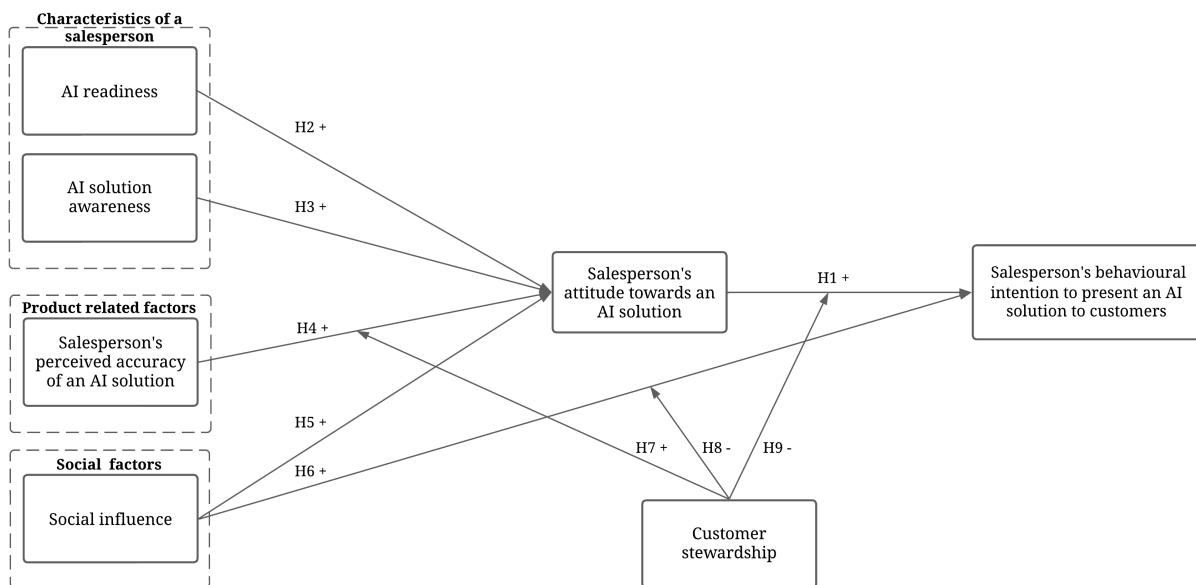 Characteristics of a
salesperson
AI readiness
H2 +
AI solution
awareness
H3 +
Product related factors
Salesperson's
perceived accuracy
of an AI solution
H4 +
Social  factors
Social influence
H5 +
H6 +
Salesperson's
attitude towards an
AI solution
H1 +
Salesperson's behavioural
intention to present an AI
solution to customers
H7 +
H8 -
H9 -
Customer
stewardship